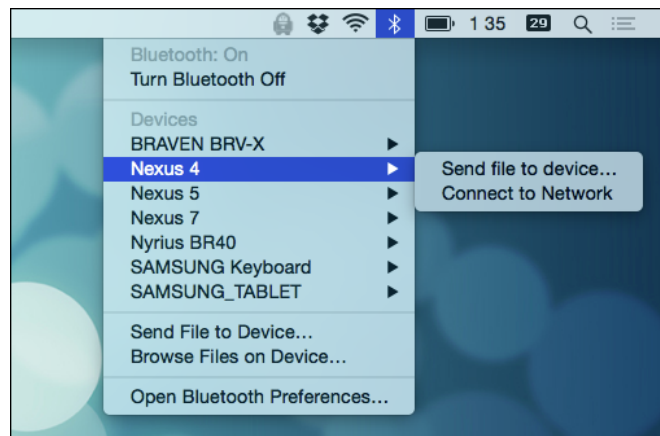 1 35 29
Bluetooth: On
Turn Bluetooth Off
Devices
BRAVEN BRV-X
Nexus 4
Send file to device...
Nexus 5
Connect to Network
Nexus 7
Nyrius BR40
SAMSUNG Keyboard
SAMSUNG_TABLET
Send File to Device...
Browse Files on Device...
Open Bluetooth Preferences...